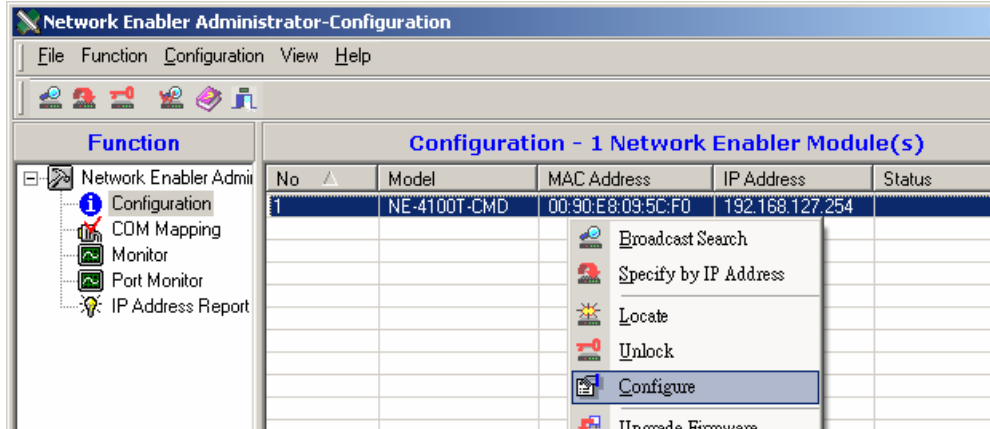 Network Enabler Administrator-Configuration
File Function Configuration View Help
Function
Configuration - 1 Network Enabler Module(s)
Network Enabler Admi
Configuration
COM Mapping
Monitor
Port Monitor
IP Address Report
No Model MAC Address IP Address Status
1 NE-4100T-CMD 00:90:E8:09:5C:F0 192.168.127.254
Broadcast Search
Specify by IP Address
Locate
Unlock
Configure
Upgrade Firmware